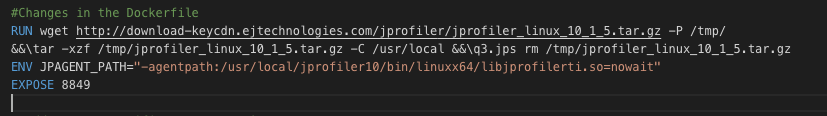 #Changes in the Dockerfile
RUN wget http://download-keycdn.ejtechnologies.com/jprofiler/jprofiler_linux_10_1_5.tar.gz -P /tmp/
&&\tar -xzf /tmp/jprofiler_linux_10_1_5.tar.gz -C /usr/local &&\q3.jps rm /tmp/jprofiler_linux_10_1_5.tar.gz
ENV JPAGENT_PATH="-agentpath:/usr/local/jprofiler10/bin/linuxx64/libjprofilerti.so=nowait"
EXPOSE 8849